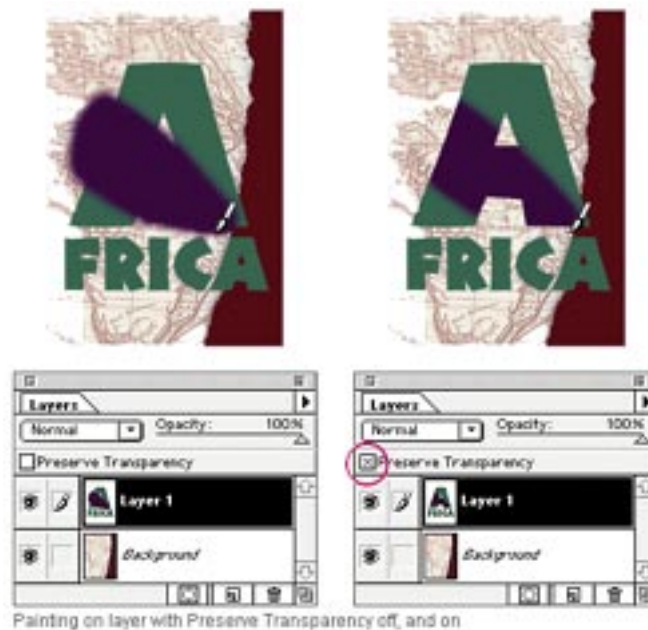 A
FRICA
A
FRICA
Layers
Normal
Opacity:
100%
Preserve Transparency
Layer 1
Background
Layers
Normal
Opacity:
100%
Preserve Transparency
Layer 1
Background
Painting on layer with Preserve Transparency off, and on